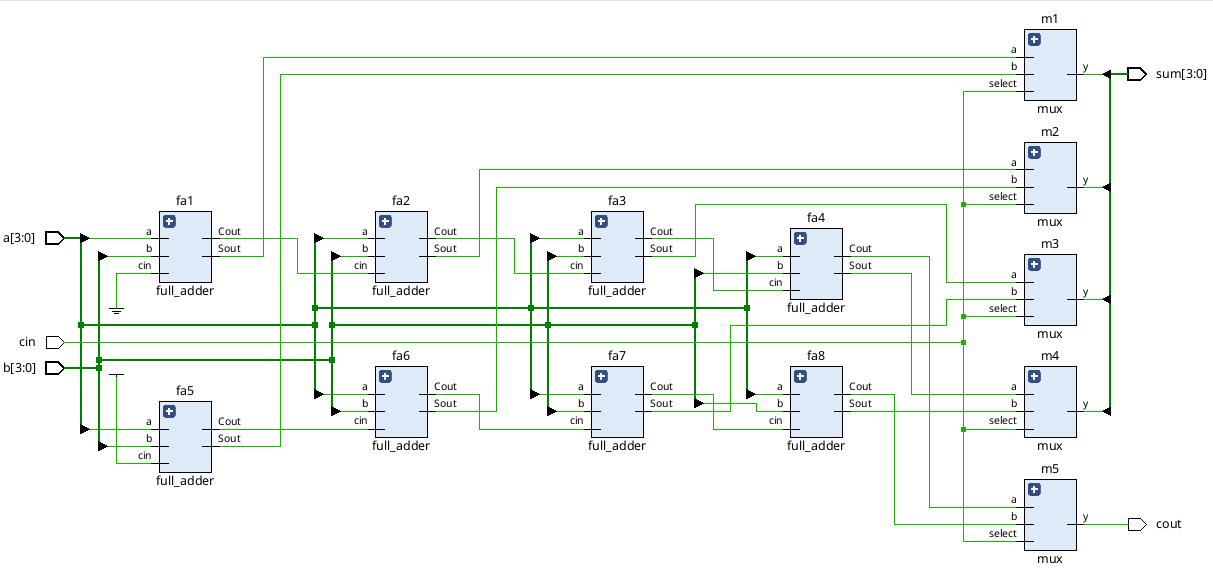 m1
a
b
select
y
mux
sum[3:0]
m2
a
b
select
y
mux
fa1
a
b
cin
Cout
Sout
full_adder
fa2
a
b
cin
Cout
Sout
full_adder
fa3
a
b
cin
Cout
Sout
full_adder
fa4
a
b
cin
Cout
Sout
full_adder
m3
a
b
select
y
mux
a[3:0]
cin
b[3:0]
fa5
a
b
cin
Cout
Sout
full_adder
fa6
a
b
cin
Cout
Sout
full_adder
fa7
a
b
cin
Cout
Sout
full_adder
fa8
a
b
cin
Cout
Sout
full_adder
m4
a
b
select
y
mux
m5
a
b
select
y
mux
cout